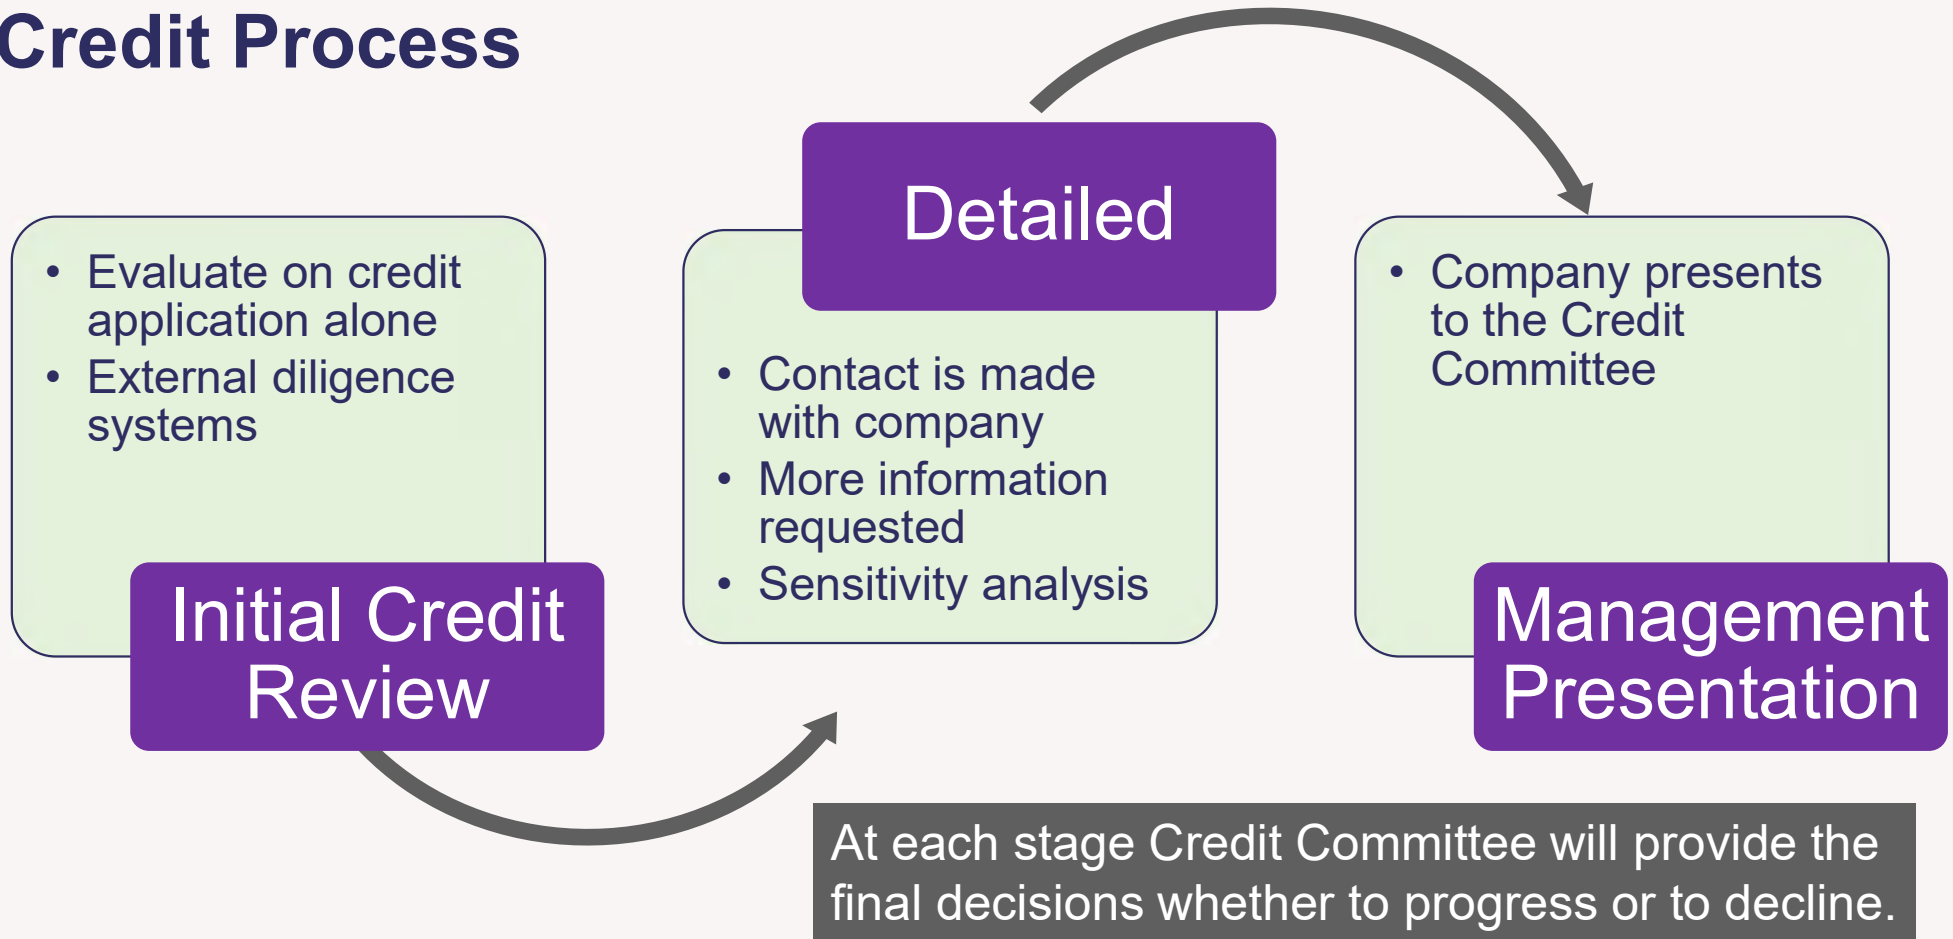 Credit Process
• Evaluate on credit
application alone
• External diligence
systems
Initial Credit
Review
Detailed
• Contact is made
with company
• More information
requested
• Sensitivity analysis
• Company presents
to the Credit
Committee
Management
Presentation
At each stage Credit Committee will provide the
final decisions whether to progress or to decline.